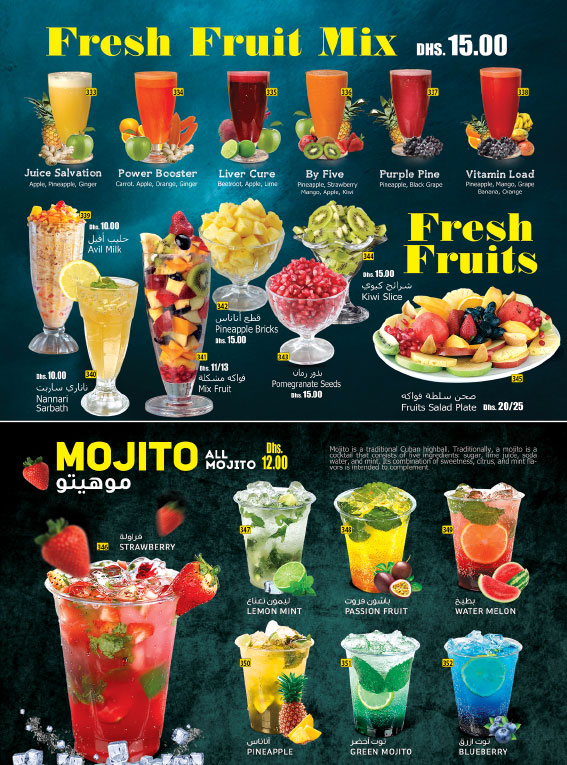 Fresh Fruit Mix DHS. 15.00
333
334
335
336
337
338
Juice Salvation
Apple, Pineapple, Ginger
Power Booster
Carrot. Apple, Orange, Ginger
Liver Cure
Beetroot, Apple, Lime
By Five
Pineapple, Strawberry
Mango, Apple, Kiwi
Purple Pine
Pineapple, Black Grape
Vitamin Load
Pineapple, Mango, Grape
Banana, Orange
339
Dhs. 10.00
حليب أفيل
Avil Milk
Fresh
Fruits
344
Dhs. 15.00
شرائح كيوي
Kiwi Slice
342
قطع أناناس
Pineapple Bricks
Dhs. 15.00
340
Dhs. 10.00
ناناري ساربت
Nannari
Sarbath
341
Dhs. 11/13
فواكه مشكلة
Mix Fruit
343
بذور رمان
Pomegranate Seeds
Dhs. 15.00
345
صحن سلطة فواكه
Fruits Salad Plate Dhs. 20/25
MOJITO ALL MOJITO Dhs. 12.00
موهيتو
Mojito is a traditional Cuban highball. Traditionally, a mojito is a
cocktail that consists of five ingredients: sugar, lime juice, soda
water, and mint. Its combination of sweetness, citrus, and mint fla-
vors is intended to complement
346
فراولة
STRAWBERRY
347
ليمون نعناع
LEMON MINT
348
باشون فروت
PASSION FRUIT
349
بطيخ
WATER MELON
350
أناناس
PINEAPPLE
351
توت أخضر
GREEN MOJITO
352
توت أزرق
BLUEBERRY